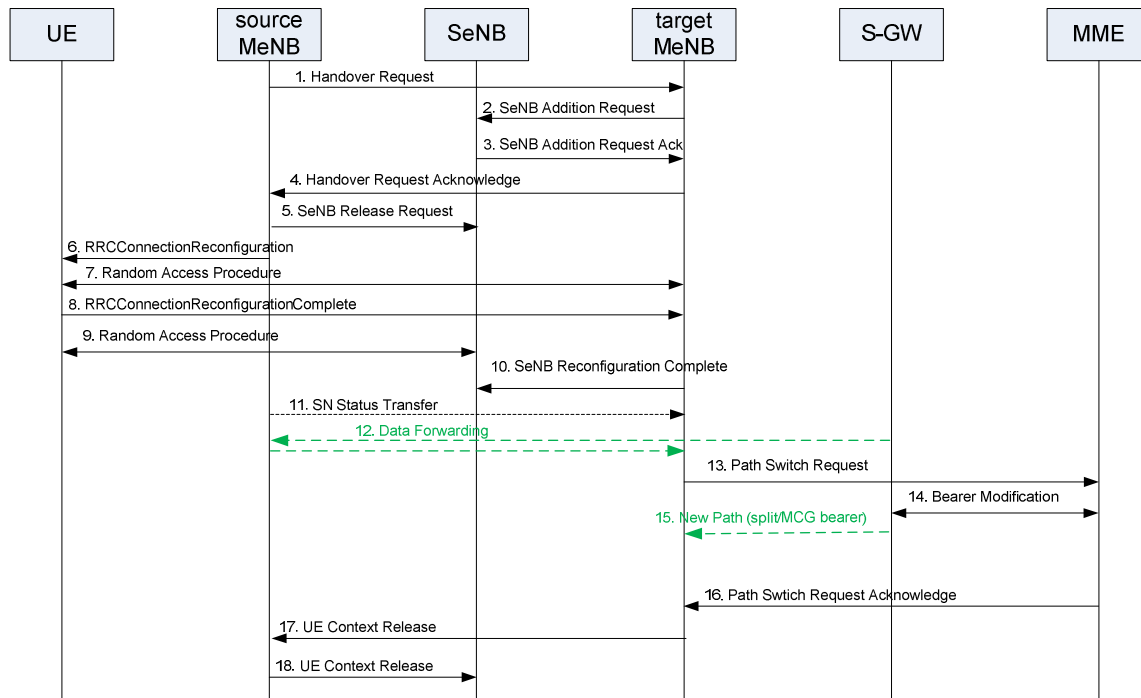 UE
source
MeNB
SeNB
target
MeNB
S-GW
MME
1. Handover Request
2. SeNB Addition Request
3. SeNB Addition Request Ack
4. Handover Request Acknowledge
5. SeNB Release Request
6. RRCConnectionReconfiguration
7. Random Access Procedure
8. RRCConnectionReconfigurationComplete
9. Random Access Procedure
10. SeNB Reconfiguration Complete
11. SN Status Transfer
12. Data Forwarding
13. Path Switch Request
14. Bearer Modification
15. New Path (split/MCG bearer)
16. Path Swtich Request Acknowledge
17. UE Context Release
18. UE Context Release